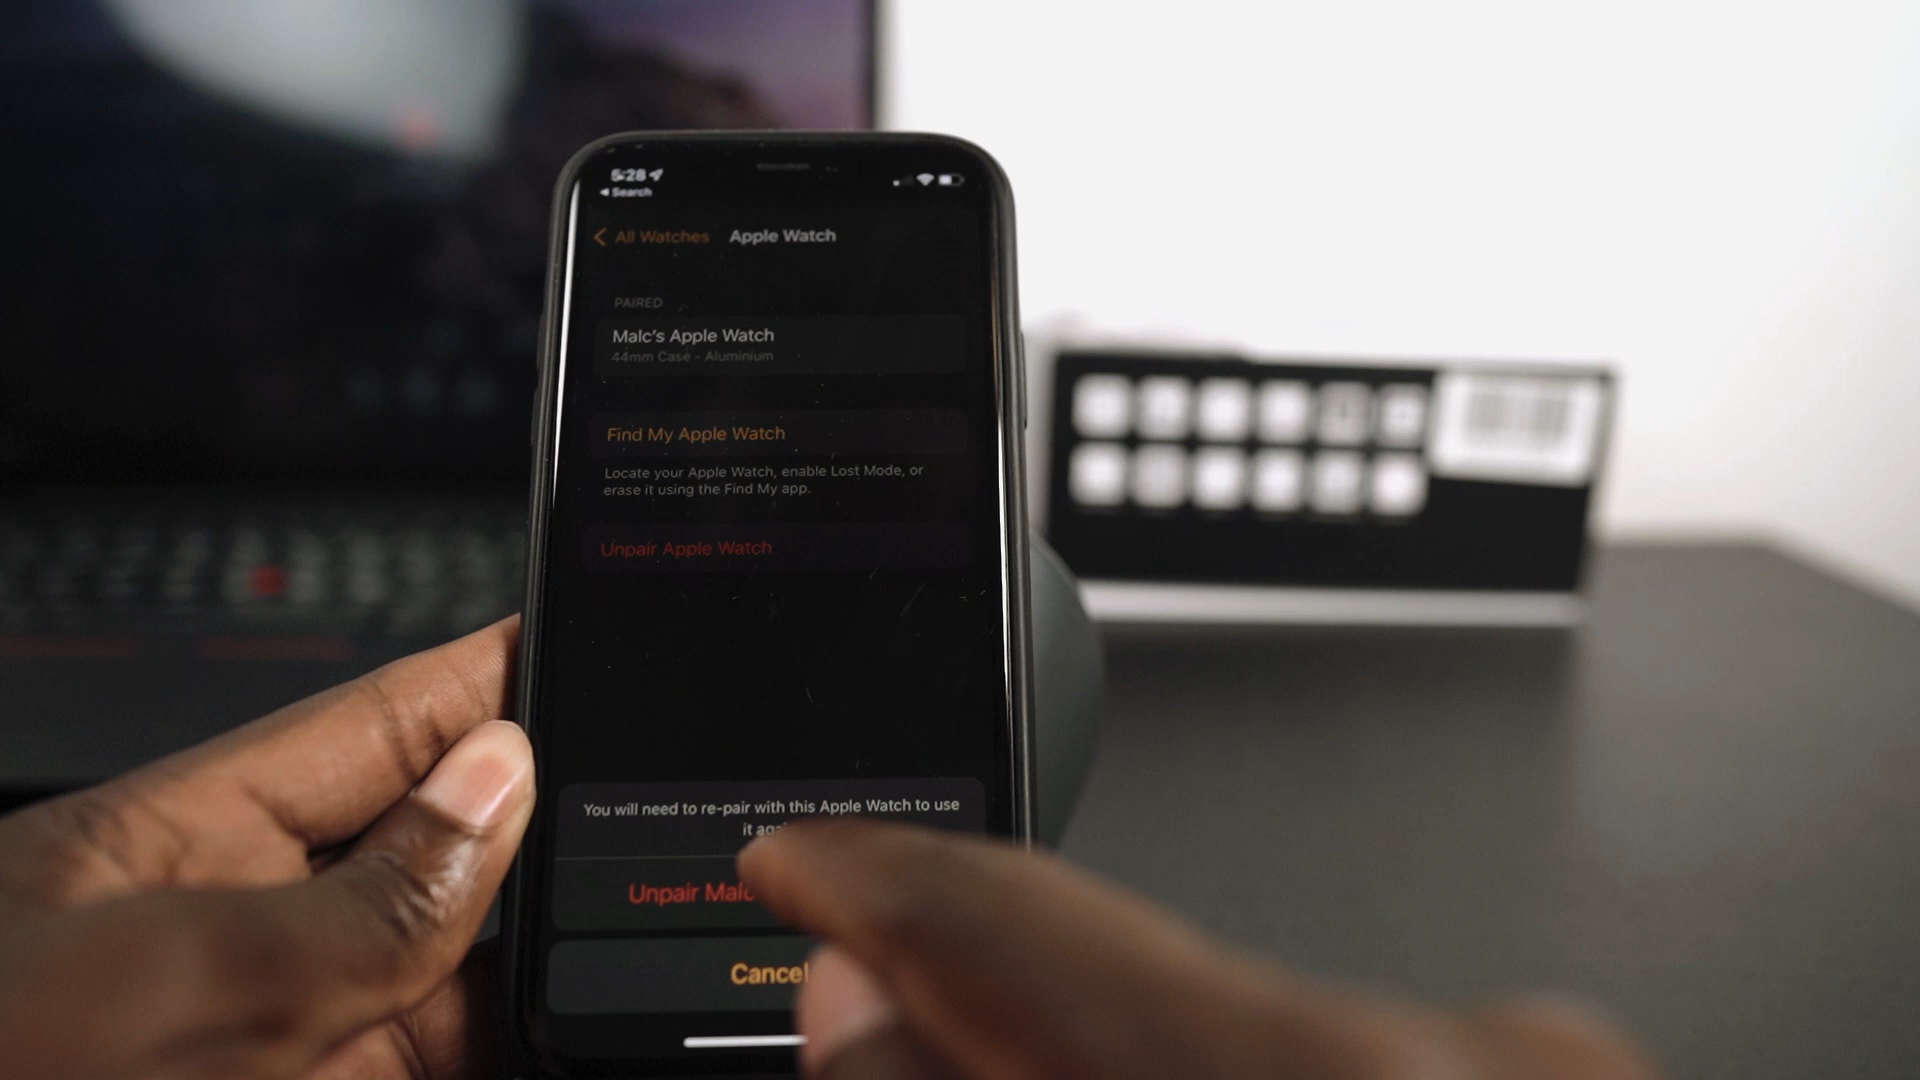 5:28
Search
All Watches
Apple Watch
PAIRED
Malc's Apple Watch
44mm Case - Aluminium
Find My Apple Watch
Locate your Apple Watch, enable Lost Mode, or
erase it using the Find My app.
Unpair Apple Watch
You will need to re-pair with this Apple Watch to use
it
Unpair Malc
Cancel